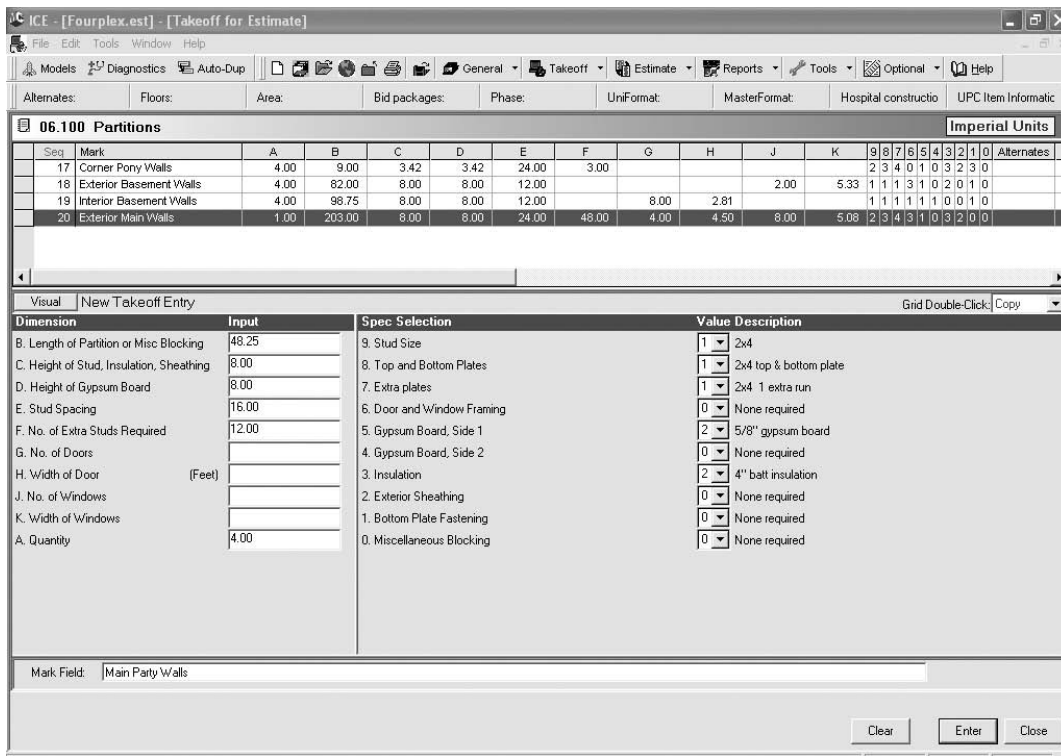 ICE - [Fourplex.est] - [Takeoff for Estimate]
File Edit Tools Window Help
Models Diagnostics Auto-Dup General Takeoff Estimate Reports Tools Optional Help
Alternates: Floors: Area: Bid packages: Phase: UniFormat: MasterFormat: Hospital constructio UPC Item Informatic
06.100 Partitions Imperial Units
Seq Mark A B C D E F G H J K 9 8 7 6 5 4 3 2 1 0 Alternates
17 Corner Pony Walls 4.00 9.00 3.42 3.42 24.00 3.00 2 3 4 0 1 0 3 2 3 0
18 Exterior Basement Walls 4.00 82.00 8.00 8.00 12.00 2.00 5.33 1 1 1 3 1 0 2 0 1 0
19 Interior Basement Walls 4.00 98.75 8.00 8.00 12.00 8.00 2.81 1 1 1 1 1 1 0 0 1 0
20 Exterior Main Walls 1.00 203.00 8.00 8.00 24.00 48.00 4.00 4.50 8.00 5.08 2 3 4 3 1 0 3 2 0 0
Visual New Takeoff Entry Grid Double-Click: Copy
Dimension Input Spec Selection Value Description
B. Length of Partition or Misc Blocking 48.25 9. Stud Size 1 2x4
C. Height of Stud, Insulation, Sheathing 8.00 8. Top and Bottom Plates 1 2x4 top & bottom plate
D. Height of Gypsum Board 8.00 7. Extra plates 1 2x4 1 extra run
E. Stud Spacing 16.00 6. Door and Window Framing 0 None required
F. No. of Extra Studs Required 12.00 5. Gypsum Board, Side 1 2 5/8" gypsum board
G. No. of Doors 4. Gypsum Board, Side 2 0 None required
H. Width of Door (Feet) 3. Insulation 2 4" batt insulation
J. No. of Windows 2. Exterior Sheathing 0 None required
K. Width of Windows 1. Bottom Plate Fastening 0 None required
A. Quantity 4.00 0. Miscellaneous Blocking 0 None required
Mark Field: Main Party Walls
Clear Enter Close